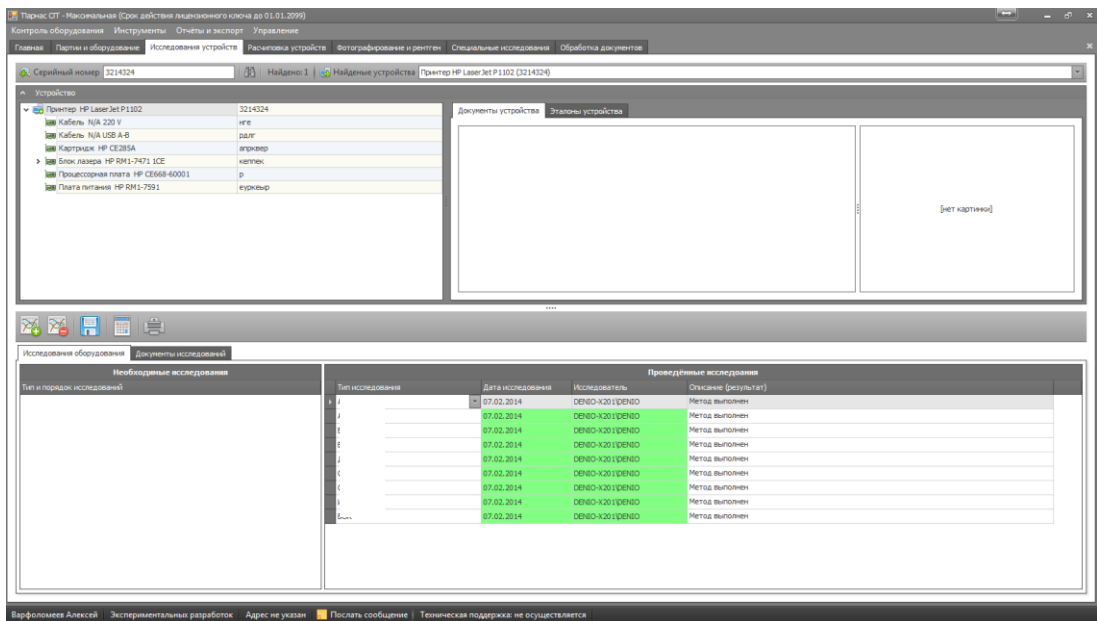 Парнас СПТ - Максимальная (Срок действия лицензионного ключа до 01.01.2099)
Контроль оборудования Инструменты Отчёты и экспорт Управление
Главная Партии и оборудование Исследования устройств Расчиповка устройств Фотографирование и рентген Специальные исследования Обработка документов
Серийный номер 3214324 Найдено: 1 Найденые устройства Принтер HP LaserJet P1102 (3214324)
Устройство
Принтер HP LaserJet P1102 3214324
Кабель N/A 220 V нге
Кабель N/A USB A-B рдлг
Картридж HP CE285A апрквер
Блок лазера HP RM1-7471 1CE кеппек
Процессорная плата HP CE668-60001 р
Плата питания HP RM1-7591 еуркеыр
Документы устройства Эталоны устройства
[нет картинки]
Исследования оборудования Документы исследований
Необходимые исследования
Тип и порядок исследований
Проведённые исследоания
Тип исследования Дата исследования Исследователь Описание (результат)
07.02.2014 DENIO-X201\DENIO Метод выполнен
07.02.2014 DENIO-X201\DENIO Метод выполнен
07.02.2014 DENIO-X201\DENIO Метод выполнен
07.02.2014 DENIO-X201\DENIO Метод выполнен
07.02.2014 DENIO-X201\DENIO Метод выполнен
07.02.2014 DENIO-X201\DENIO Метод выполнен
07.02.2014 DENIO-X201\DENIO Метод выполнен
07.02.2014 DENIO-X201\DENIO Метод выполнен
07.02.2014 DENIO-X201\DENIO Метод выполнен
Варфоломеев Алексей Экспериментальных разработок Адрес не указан Послать сообщение Техническая поддержка: не осуществляется